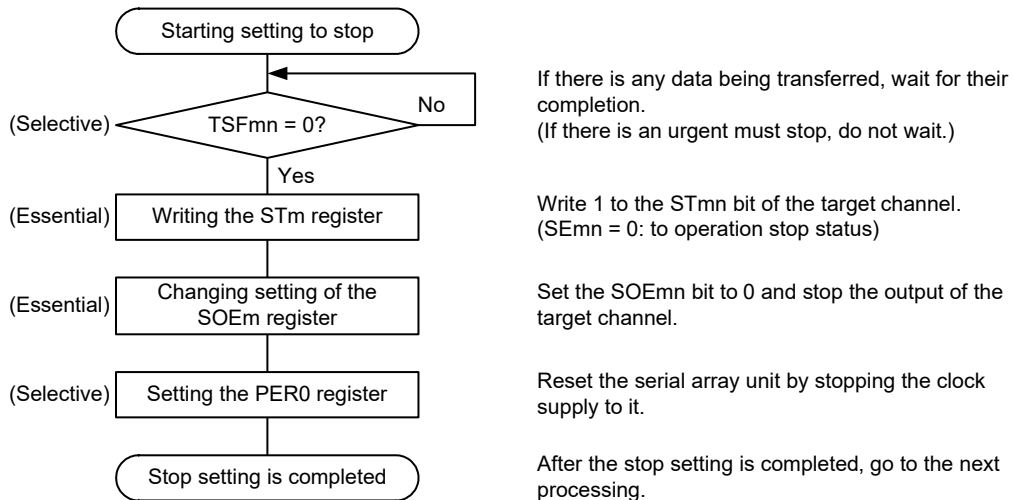 Starting setting to stop
If there is any data being transferred, wait for their
completion.
(If there is an urgent must stop, do not wait.)
(Selective)
TSFmn = 0?
No
Yes
(Essential)
Writing the STm register
Write 1 to the STmn bit of the target channel.
(SEmn = 0: to operation stop status)
(Essential)
Changing setting of the
SOEm register
Set the SOEmn bit to 0 and stop the output of the
target channel.
(Selective)
Setting the PER0 register
Reset the serial array unit by stopping the clock
supply to it.
Stop setting is completed
After the stop setting is completed, go to the next
processing.